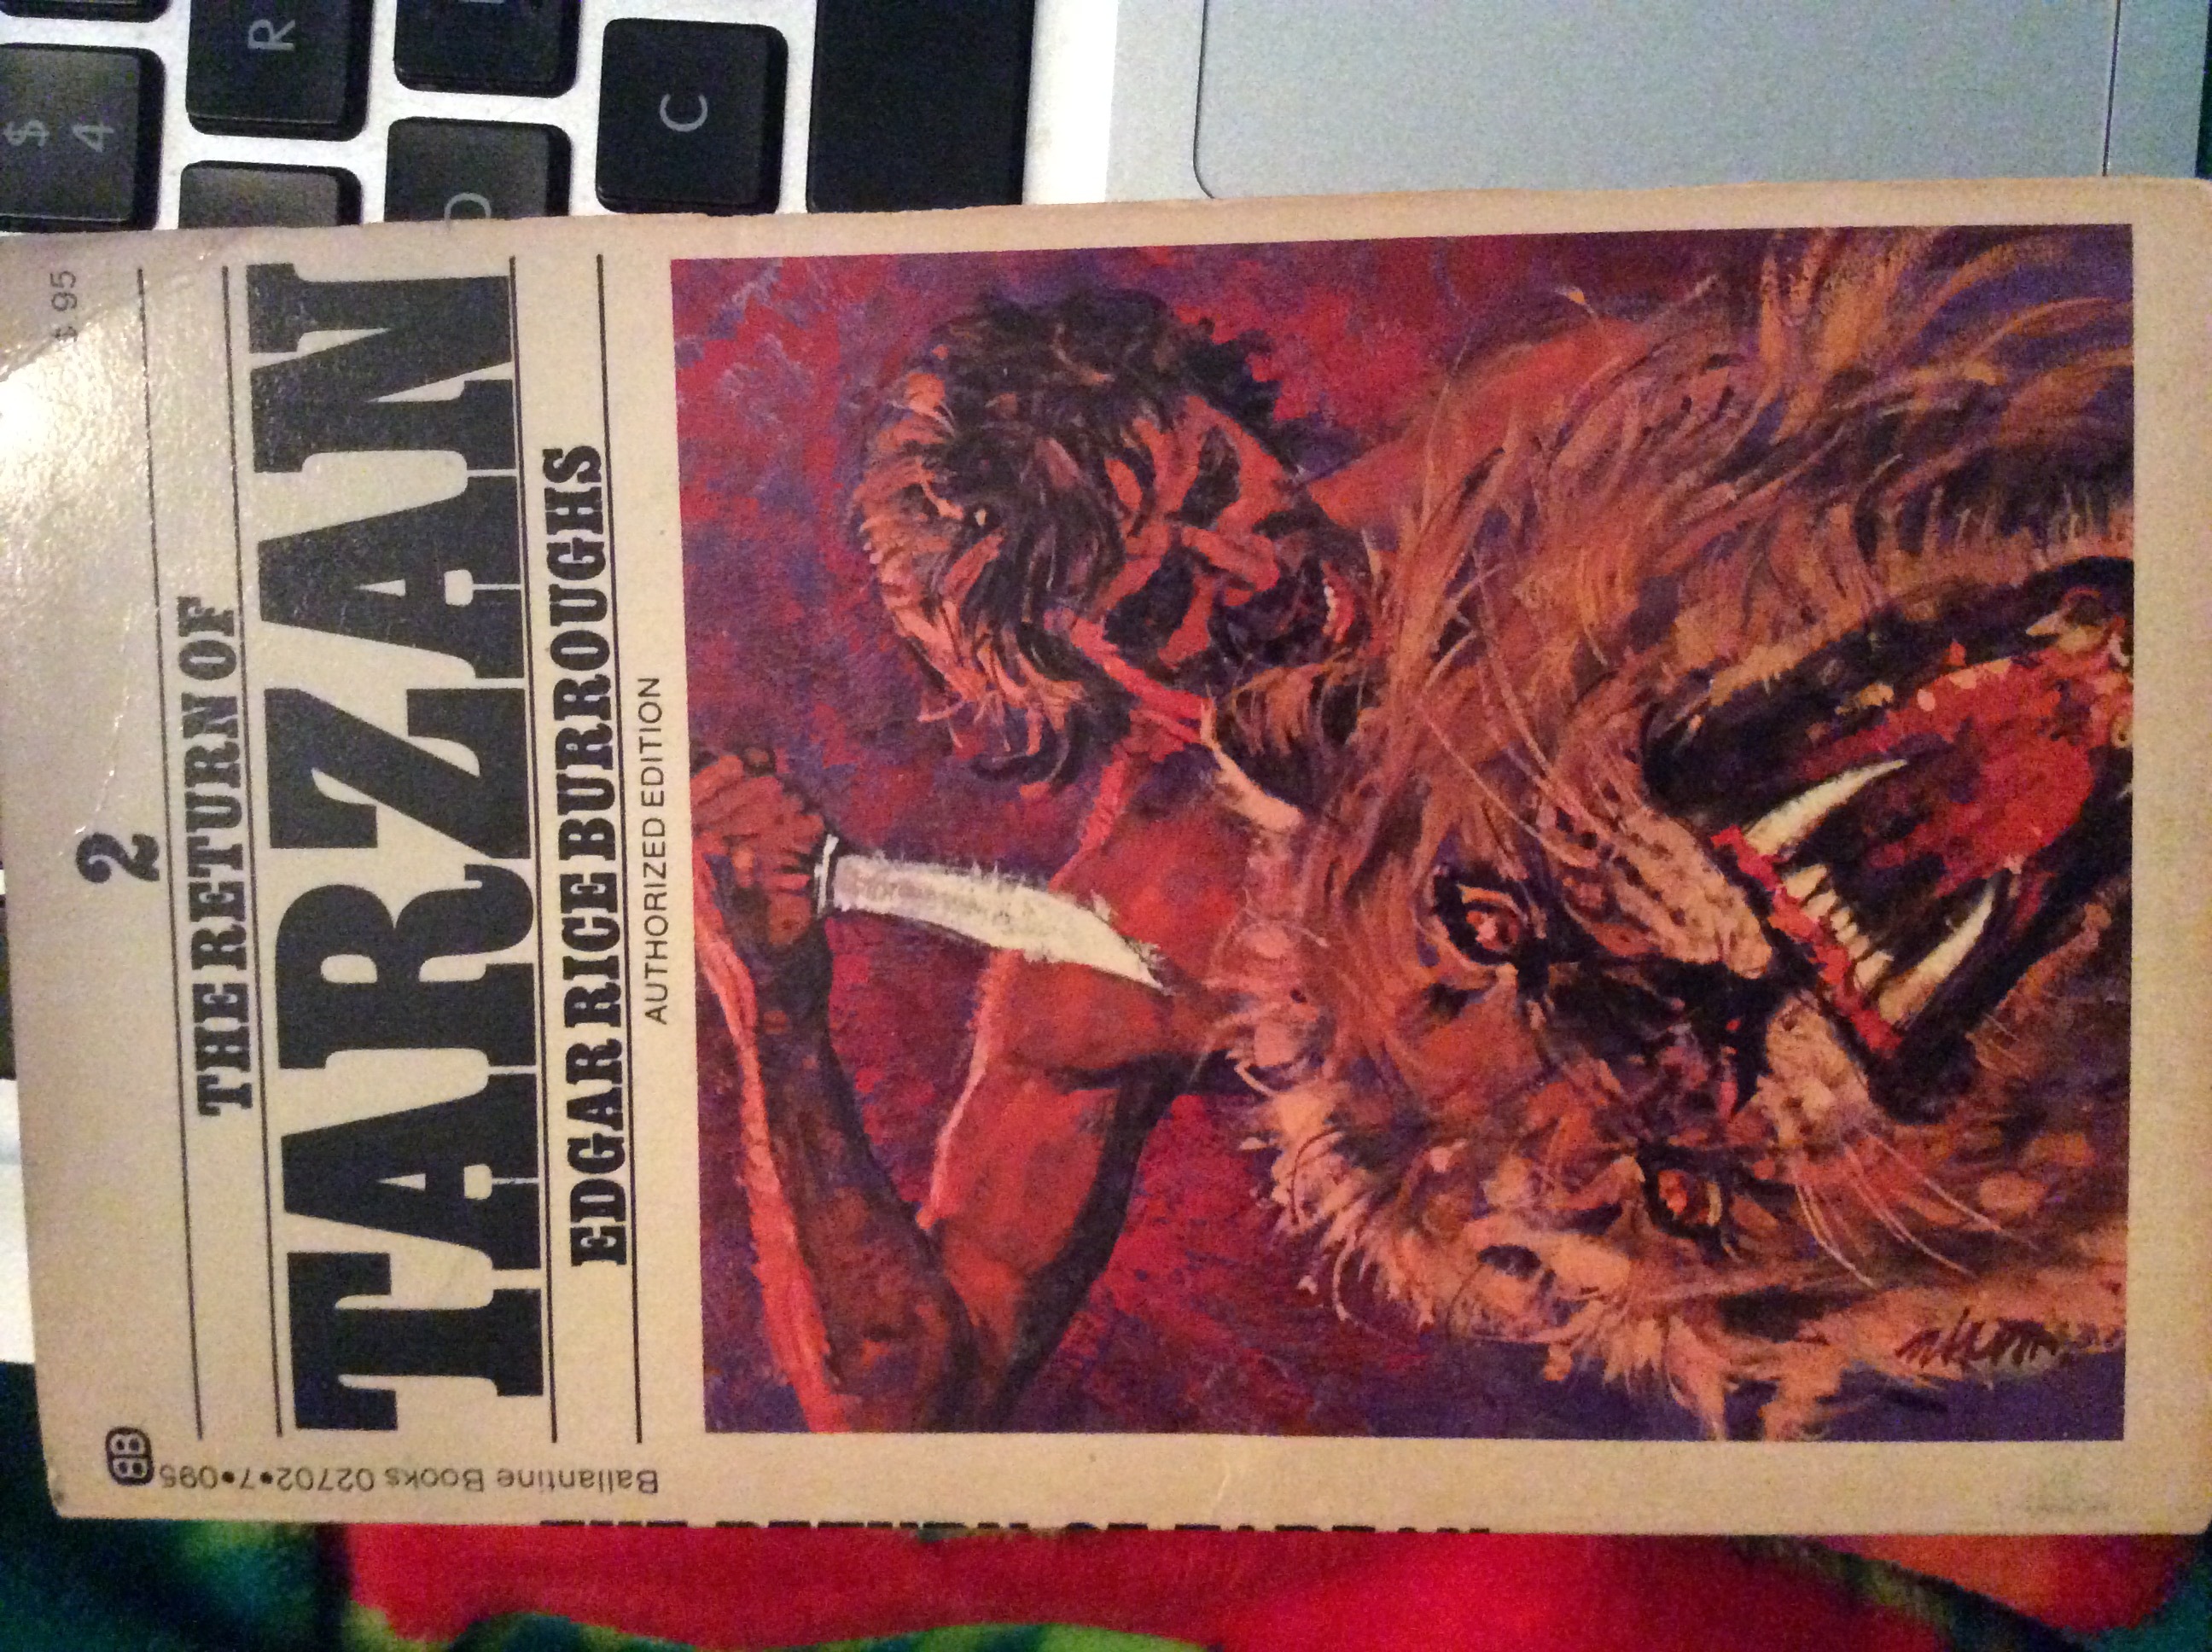 BB
$ 95
2
THE RETURN OF
TARZAN
EDGAR RICE BURROUGHS
AUTHORIZED EDITION
Ballantine Books 02702•7•095
$
4
R
D
C